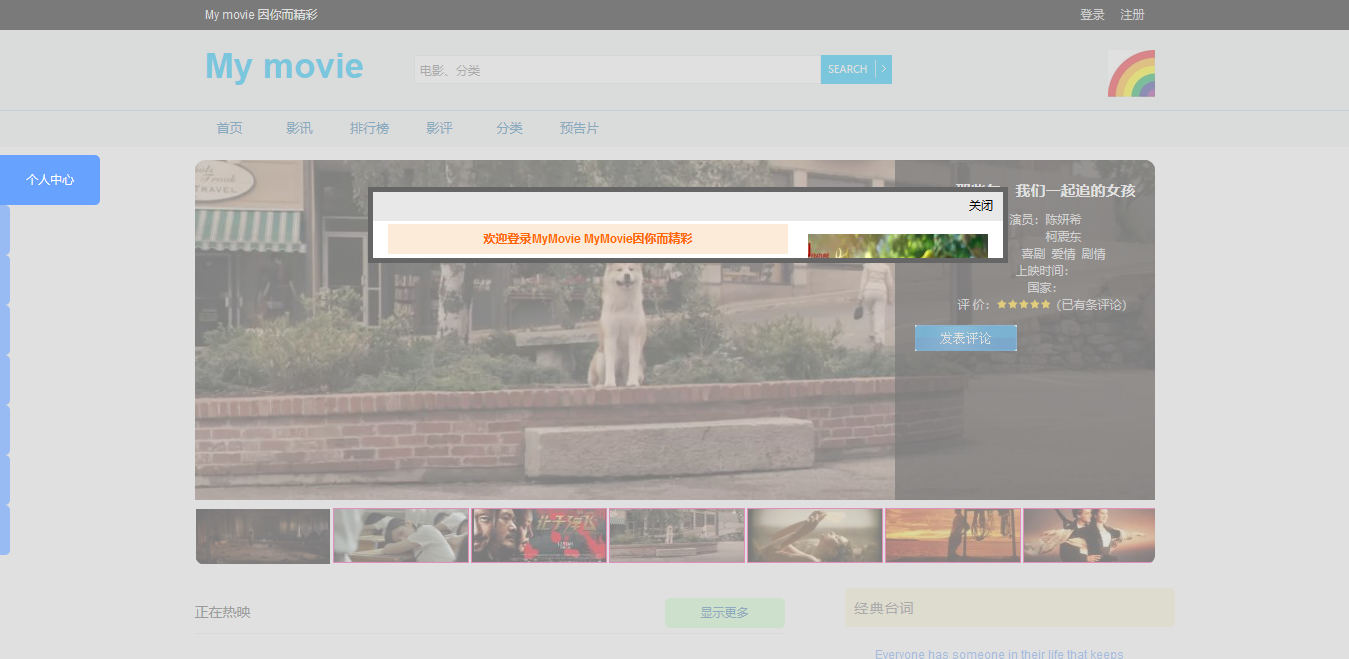 My movie 因你而精彩
登录 注册
My movie
电影、分类
SEARCH
首页 影讯 排行榜 影评 分类 预告片
个人中心
TRAVEL
我们一起追的女孩
关闭
欢迎登录MyMovie MyMovie因你而精彩
演员：陈妍希
柯震东
喜剧 爱情 剧情
上映时间：
国家：
评 价： (已有条评论)
发表评论
正在热映
显示更多
经典台词
Everyone has someone in their life that keeps